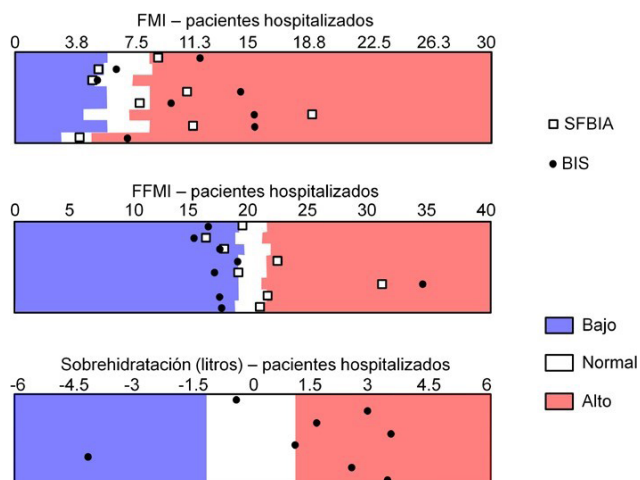 FMI – pacientes hospitalizados
0 3.8 7.5 11.3 15 18.8 22.5 26.3 30
SFBIA
BIS
FFMI – pacientes hospitalizados
0 5 10 15 20 25 30 35 40
Bajo
Normal
Alto
Sobrehidratación (litros) – pacientes hospitalizados
-6 -4.5 -3 -1.5 0 1.5 3 4.5 6